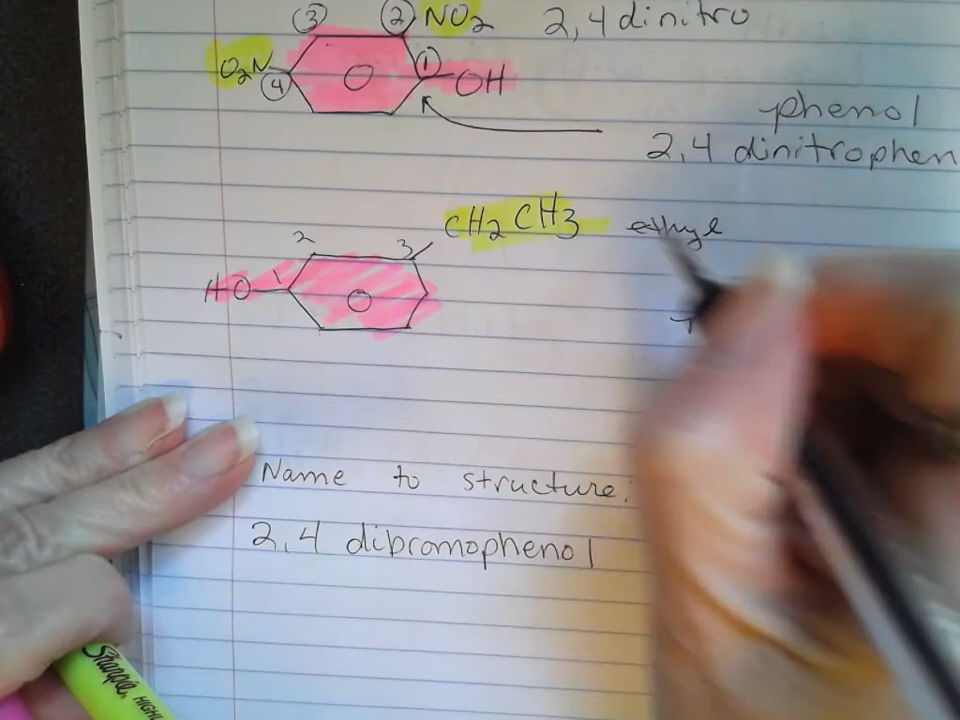 ③ ② NO2 2,4 dinitro
O2N ④ ① OH
phenol
2,4 dinitrophen
CH2CH3 ethyl
2 3
HO 1
Name to structure:
2,4 dibromophenol
Sharpie